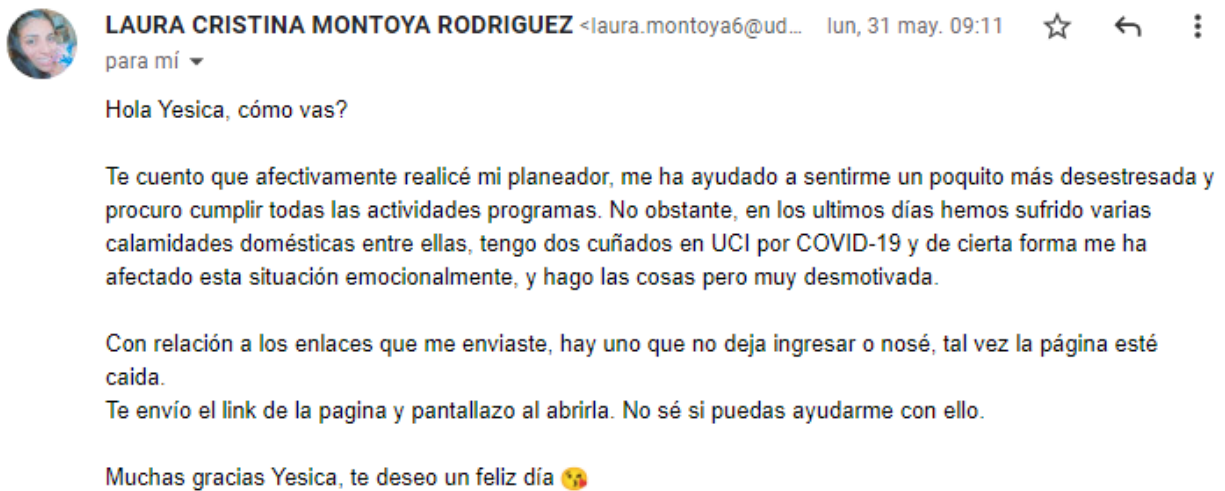 LAURA CRISTINA MONTOYA RODRIGUEZ <laura.montoya6@ud... lun, 31 may. 09:11
para mí
Hola Yesica, cómo vas?
Te cuento que afectivamente realicé mi planeador, me ha ayudado a sentirme un poquito más desestresada y
procuro cumplir todas las actividades programas. No obstante, en los ultimos días hemos sufrido varias
calamidades domésticas entre ellas, tengo dos cuñados en UCI por COVID-19 y de cierta forma me ha
afectado esta situación emocionalmente, y hago las cosas pero muy desmotivada.
Con relación a los enlaces que me enviaste, hay uno que no deja ingresar o nosé, tal vez la página esté
caida.
Te envío el link de la pagina y pantallazo al abrirla. No sé si puedas ayudarme con ello.
Muchas gracias Yesica, te deseo un feliz día 😘